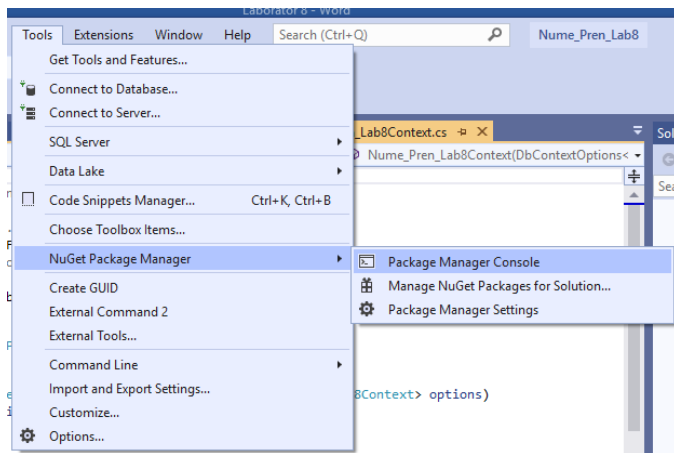 Laborator 8 - Word
Tools Extensions Window Help Search (Ctrl+Q) Nume_Pren_Lab8
Get Tools and Features...
Connect to Database...
Connect to Server...
_Lab8Context.cs
SQL Server
Nume_Pren_Lab8Context(DbContextOptions<
Data Lake
Code Snippets Manager... Ctrl+K, Ctrl+B
Choose Toolbox Items...
NuGet Package Manager
Package Manager Console
Manage NuGet Packages for Solution...
Package Manager Settings
Create GUID
External Command 2
External Tools...
Command Line
Import and Export Settings...
8Context> options)
Customize...
Options...